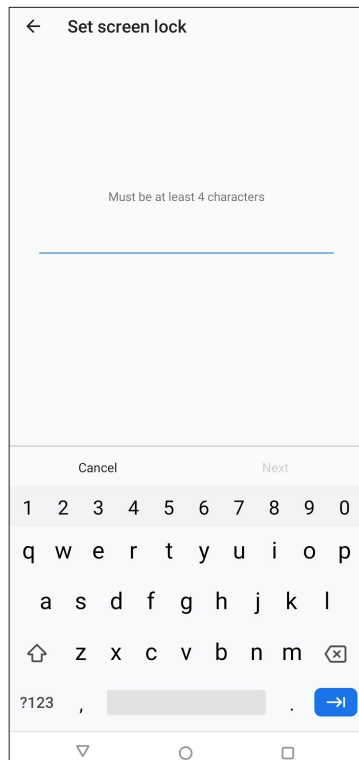 Set screen lock
Must be at least 4 characters
Cancel Next
1 2 3 4 5 6 7 8 9 0
q w e r t y u i o p
a s d f g h j k l
z x c v b n m
?123 , .